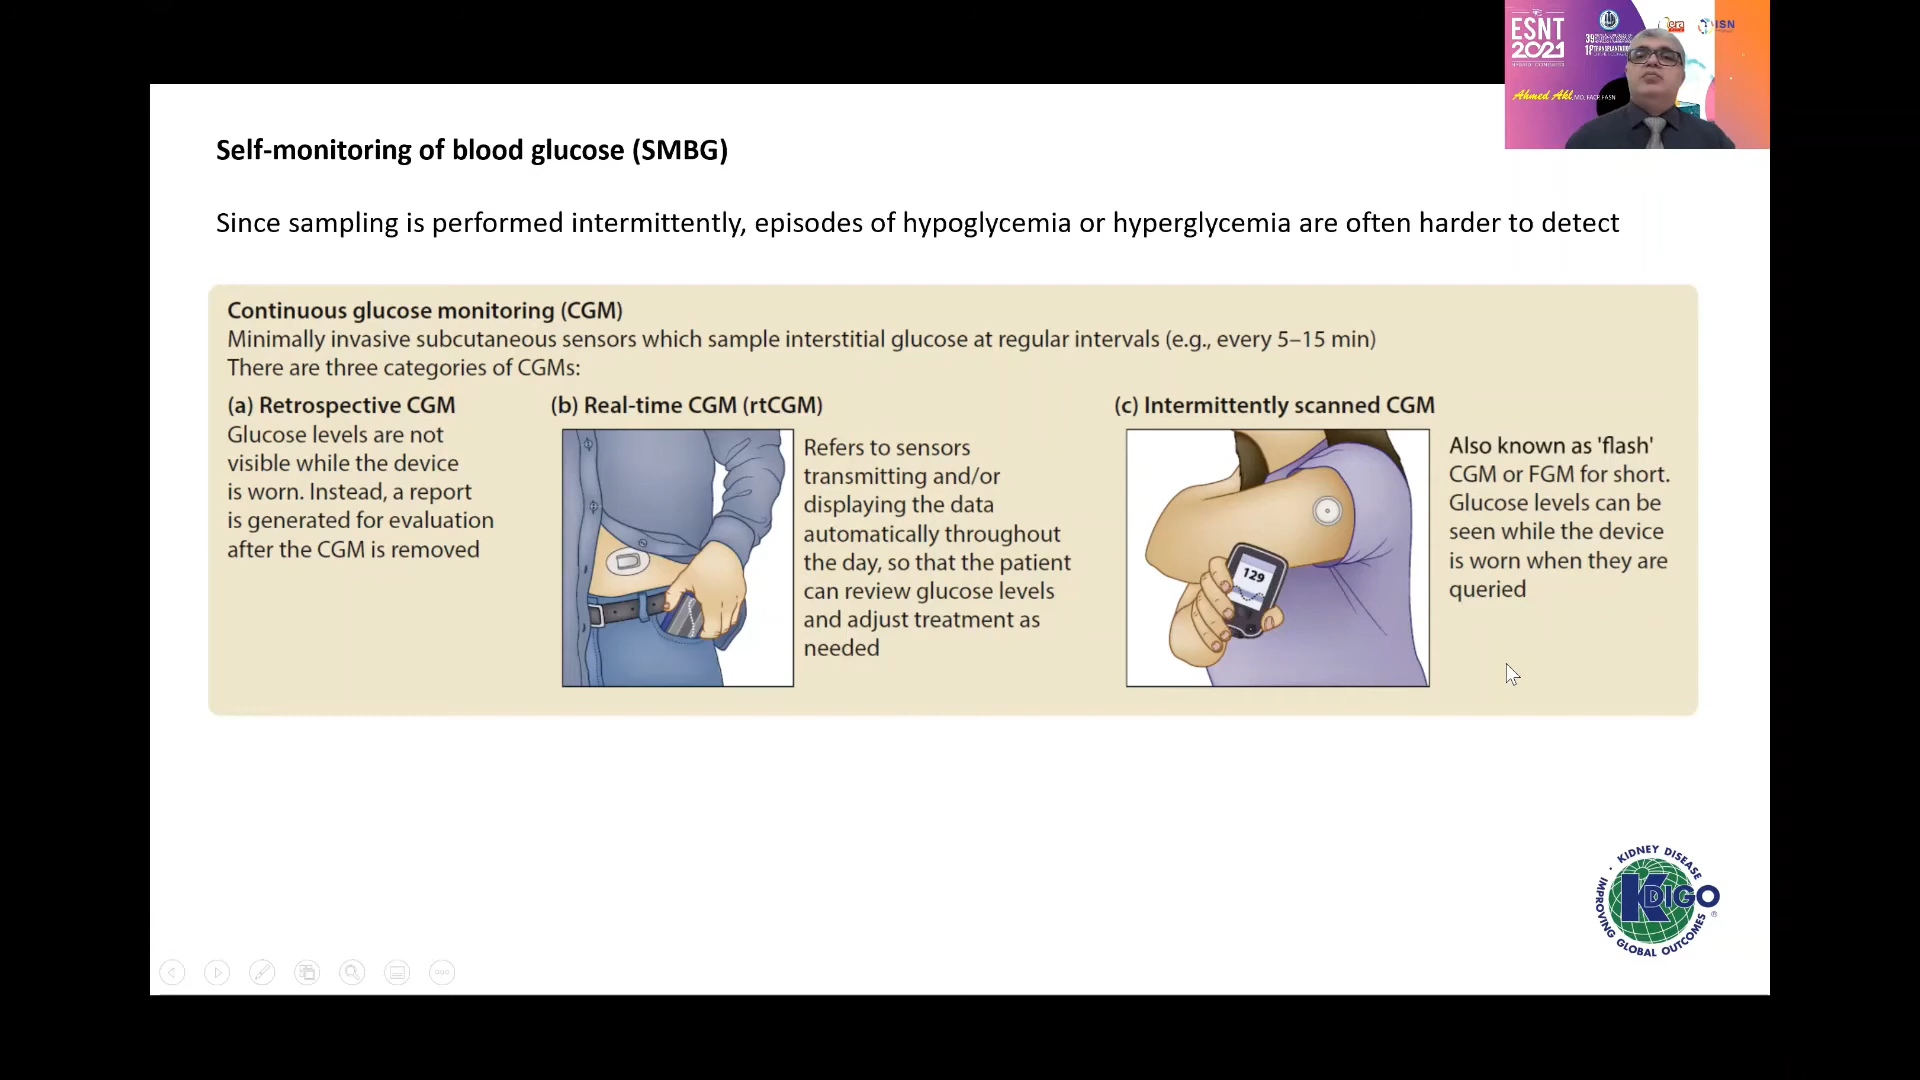 ESNT
2021
HYBRID CONGRESS
era
ISN
39
1st TRANSPLANTATION
Ahmed Akl, MD, FACP, FASN
Self-monitoring of blood glucose (SMBG)
Since sampling is performed intermittently, episodes of hypoglycemia or hyperglycemia are often harder to detect
Continuous glucose monitoring (CGM)
Minimally invasive subcutaneous sensors which sample interstitial glucose at regular intervals (e.g., every 5–15 min)
There are three categories of CGMs:
(a) Retrospective CGM
Glucose levels are not
visible while the device
is worn. Instead, a report
is generated for evaluation
after the CGM is removed
(b) Real-time CGM (rtCGM)
Refers to sensors
transmitting and/or
displaying the data
automatically throughout
the day, so that the patient
can review glucose levels
and adjust treatment as
needed
(c) Intermittently scanned CGM
129
Also known as 'flash'
CGM or FGM for short.
Glucose levels can be
seen while the device
is worn when they are
queried
KIDNEY DISEASE
KDIGO
®
IMPROVING GLOBAL OUTCOMES